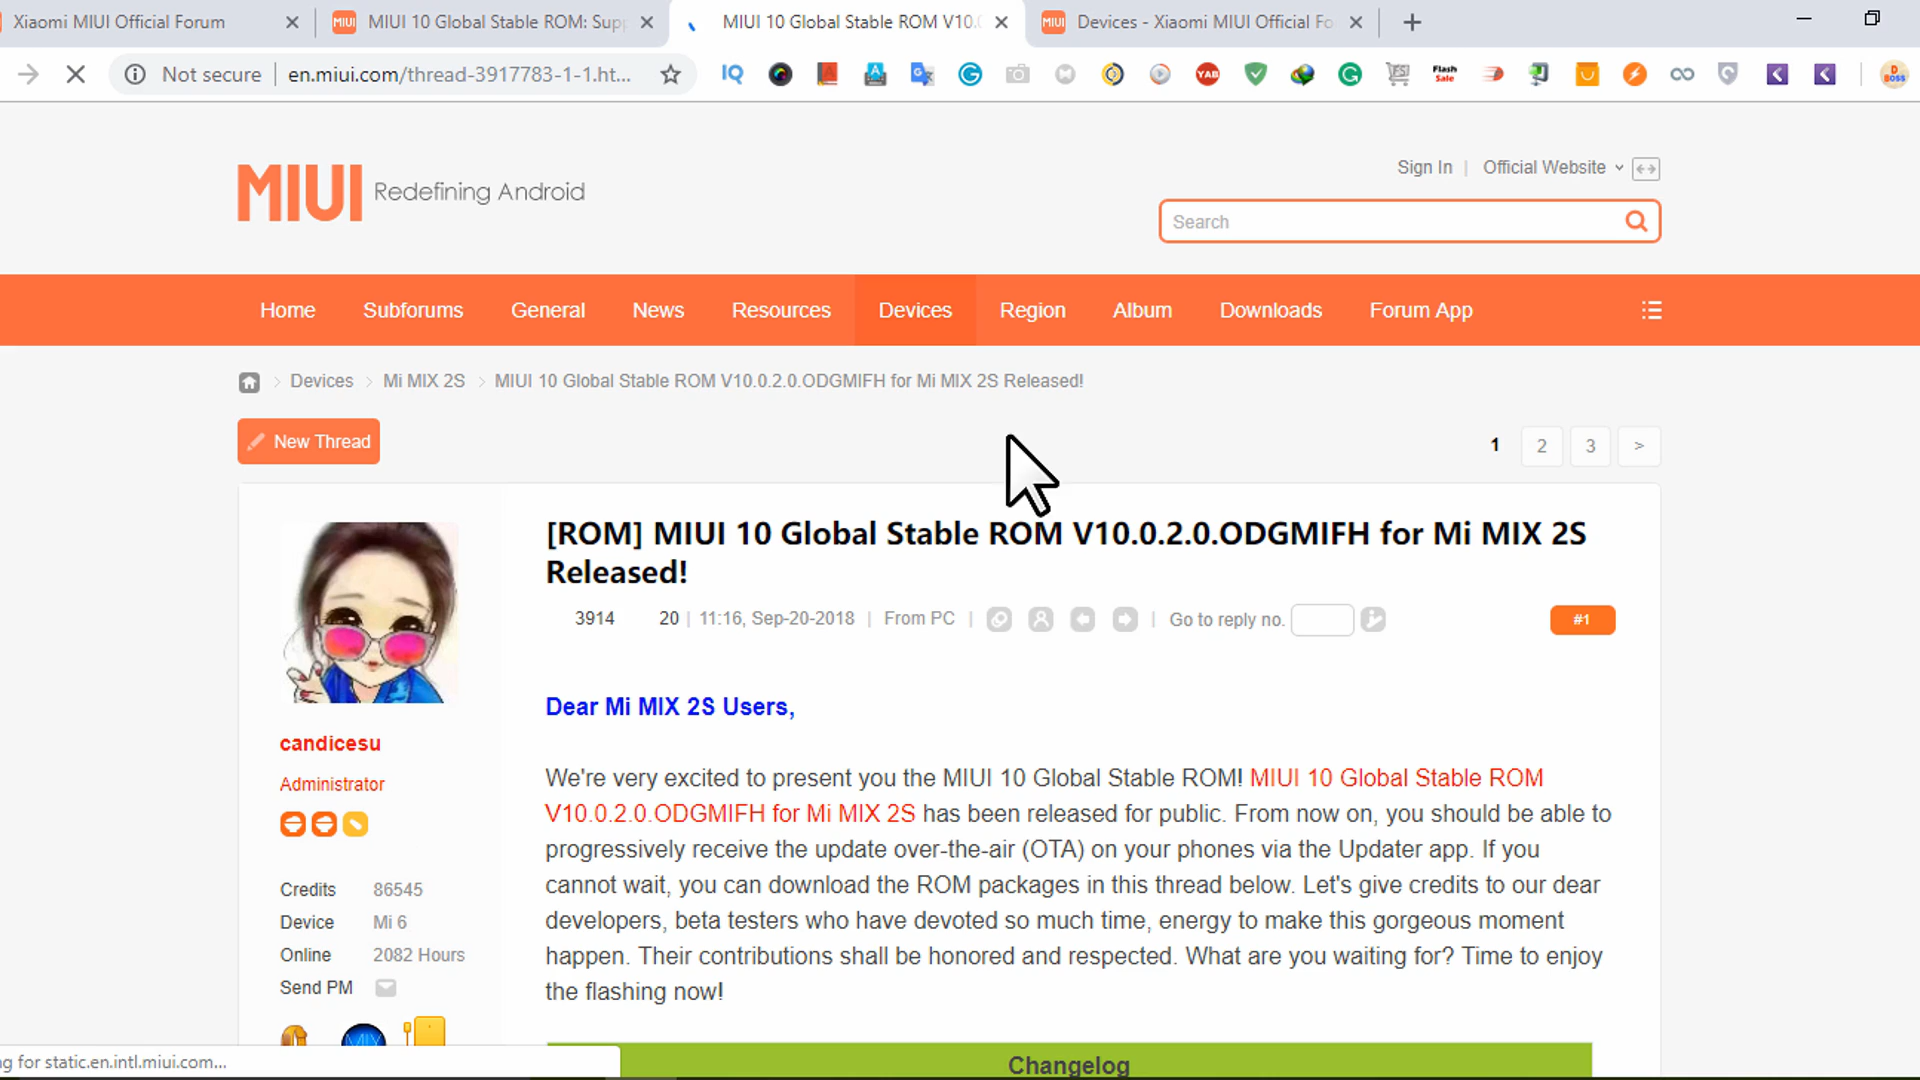 Xiaomi MIUI Official Forum
MIUI 10 Global Stable ROM: Sup
MIUI 10 Global Stable ROM V10.
Devices - Xiaomi MIUI Official Fo
Not secure
en.miui.com/thread-3917783-1-1.ht...
MIUI Redefining Android
Sign In | Official Website
Search
Home Subforums General News Resources Devices Region Album Downloads Forum App
Devices > Mi MIX 2S > MIUI 10 Global Stable ROM V10.0.2.0.ODGMIFH for Mi MIX 2S Released!
New Thread
1 2 3 >
[ROM] MIUI 10 Global Stable ROM V10.0.2.0.ODGMIFH for Mi MIX 2S
Released!
3914 20 | 11:16, Sep-20-2018 | From PC | Go to reply no.
#1
Dear Mi MIX 2S Users,
We're very excited to present you the MIUI 10 Global Stable ROM! MIUI 10 Global Stable ROM
V10.0.2.0.ODGMIFH for Mi MIX 2S has been released for public. From now on, you should be able to
progressively receive the update over-the-air (OTA) on your phones via the Updater app. If you
cannot wait, you can download the ROM packages in this thread below. Let's give credits to our dear
developers, beta testers who have devoted so much time, energy to make this gorgeous moment
happen. Their contributions shall be honored and respected. What are you waiting for? Time to enjoy
the flashing now!
Changelog
candicesu
Administrator
Credits 86545
Device Mi 6
Online 2082 Hours
Send PM
g for static.en.intl.miui.com...